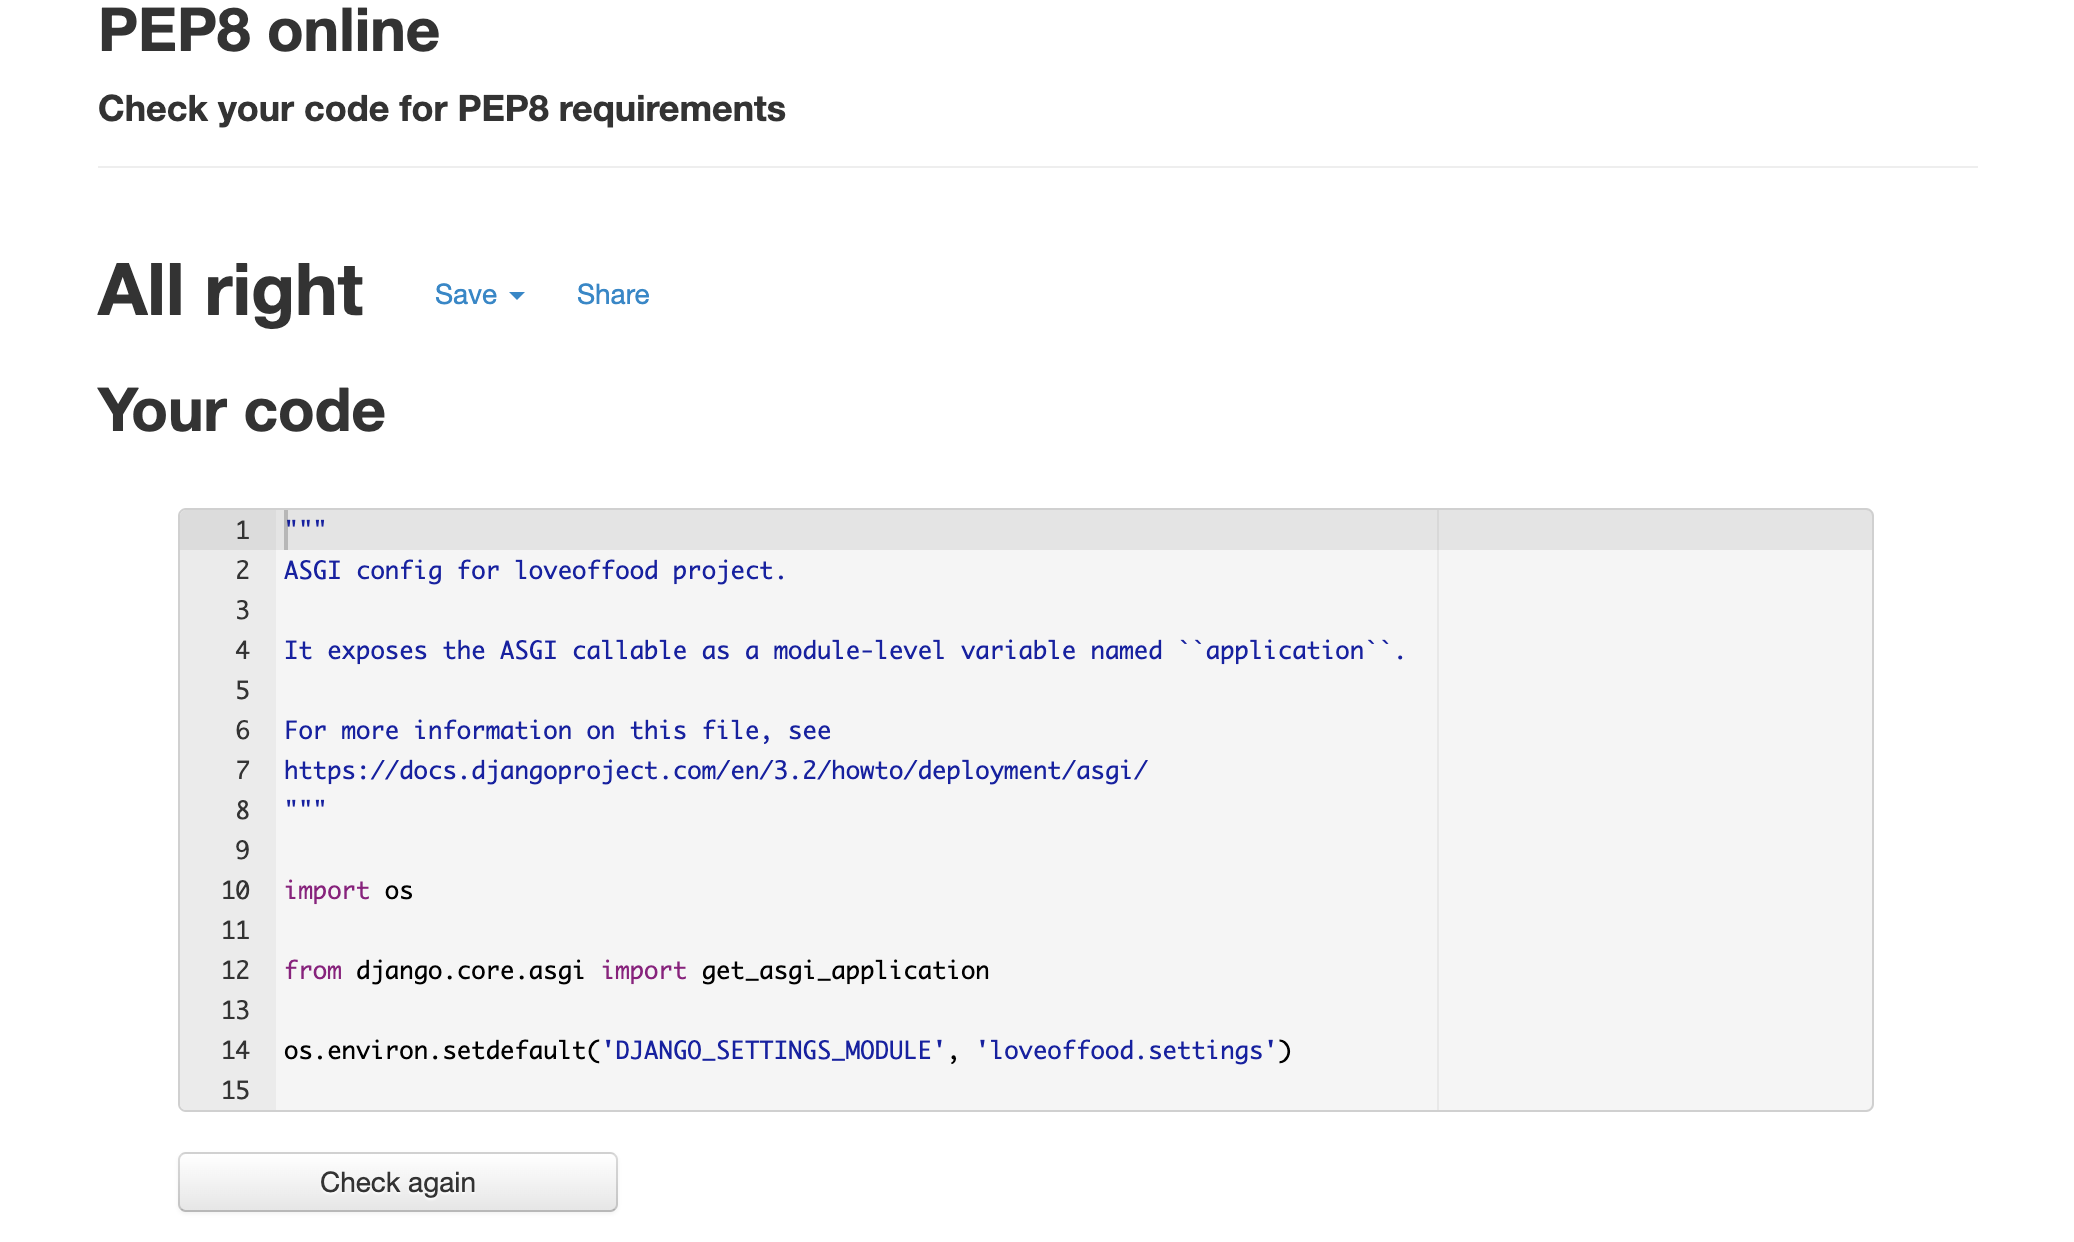 PEP8 online
Check your code for PEP8 requirements
All right Save Share
Your code
1 """
2 ASGI config for loveoffood project.
3
4 It exposes the ASGI callable as a module-level variable named ``application``.
5
6 For more information on this file, see
7 https://docs.djangoproject.com/en/3.2/howto/deployment/asgi/
8 """
9
10 import os
11
12 from django.core.asgi import get_asgi_application
13
14 os.environ.setdefault('DJANGO_SETTINGS_MODULE', 'loveoffood.settings')
15
Check again